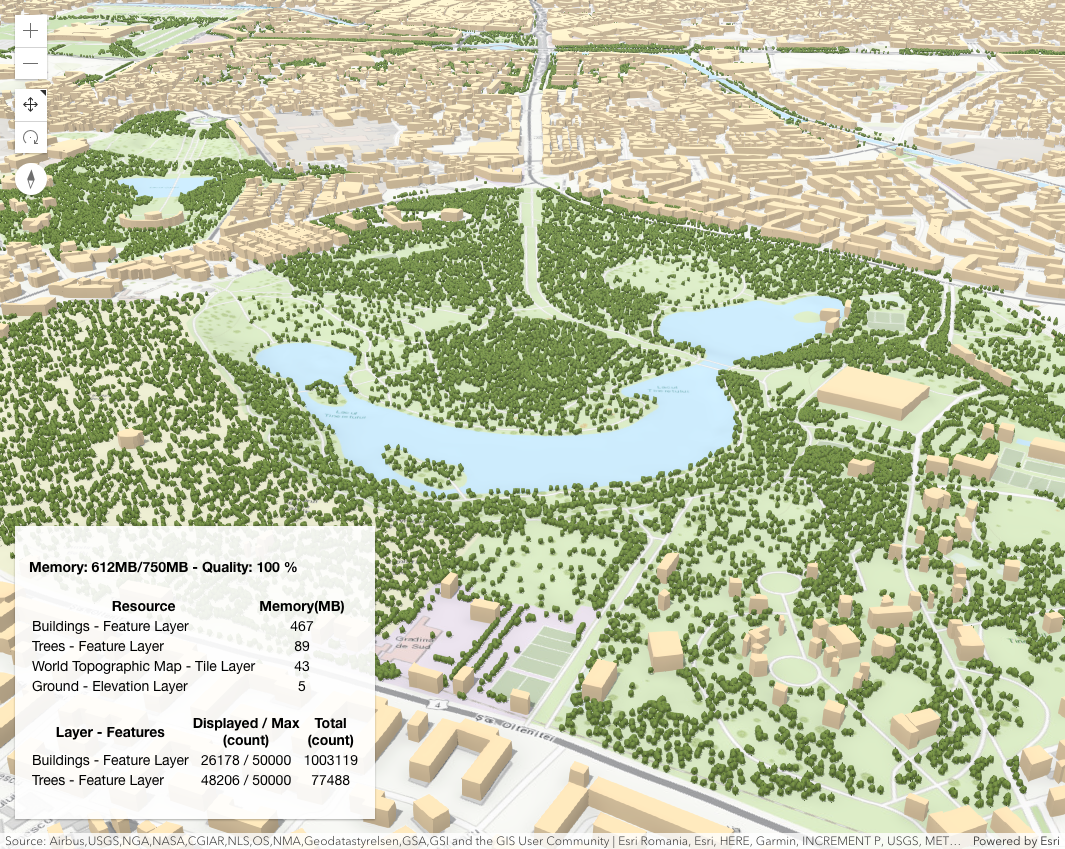 Memory: 612MB/750MB - Quality: 100 %
Resource Memory(MB)
Buildings - Feature Layer 467
Trees - Feature Layer 89
World Topographic Map - Tile Layer 43
Ground - Elevation Layer 5
Layer - Features Displayed / Max (count) Total (count)
Buildings - Feature Layer 26178 / 50000 1003119
Trees - Feature Layer 48206 / 50000 77488
Gradina
de Sud
4
Sos Oltenitei
Source: Airbus,USGS,NGA,NASA,CGIAR,NLS,OS,NMA,Geodatastyrelsen,GSA,GSI and the GIS User Community | Esri Romania, Esri, HERE, Garmin, INCREMENT P, USGS, MET... Powered by Esri